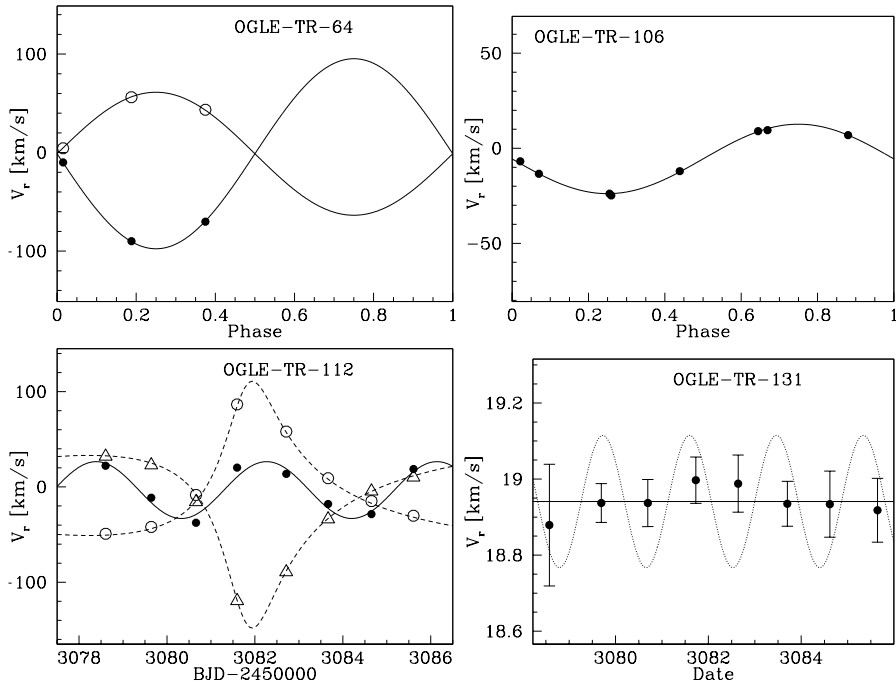 OGLE-TR-64
100
0
-100
V_r [km/s]
0 0.2 0.4 0.6 0.8 1
Phase
OGLE-TR-106
50
0
-50
V_r [km/s]
0 0.2 0.4 0.6 0.8 1
Phase
OGLE-TR-112
100
0
-100
V_r [km/s]
3078 3080 3082 3084 3086
BJD-2450000
OGLE-TR-131
19.2
19
18.8
18.6
V_r [km/s]
3080 3082 3084
Date